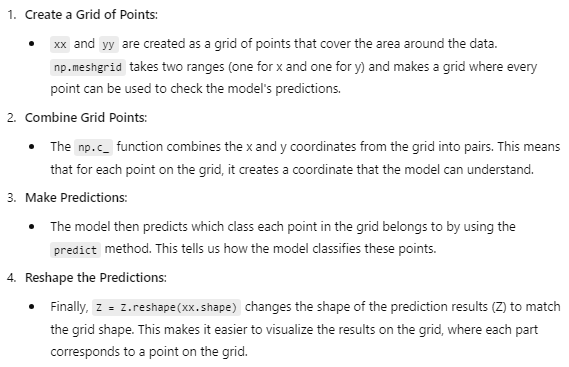 1. Create a Grid of Points:
• xx and yy are created as a grid of points that cover the area around the data.
np.meshgrid takes two ranges (one for x and one for y) and makes a grid where every
point can be used to check the model's predictions.
2. Combine Grid Points:
• The np.c_ function combines the x and y coordinates from the grid into pairs. This means
that for each point on the grid, it creates a coordinate that the model can understand.
3. Make Predictions:
• The model then predicts which class each point in the grid belongs to by using the
predict method. This tells us how the model classifies these points.
4. Reshape the Predictions:
• Finally, Z = Z.reshape(xx.shape) changes the shape of the prediction results (Z) to match
the grid shape. This makes it easier to visualize the results on the grid, where each part
corresponds to a point on the grid.